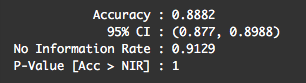 Accuracy : 0.8882
95% CI : (0.877, 0.8988)
No Information Rate : 0.9129
P-Value [Acc > NIR] : 1